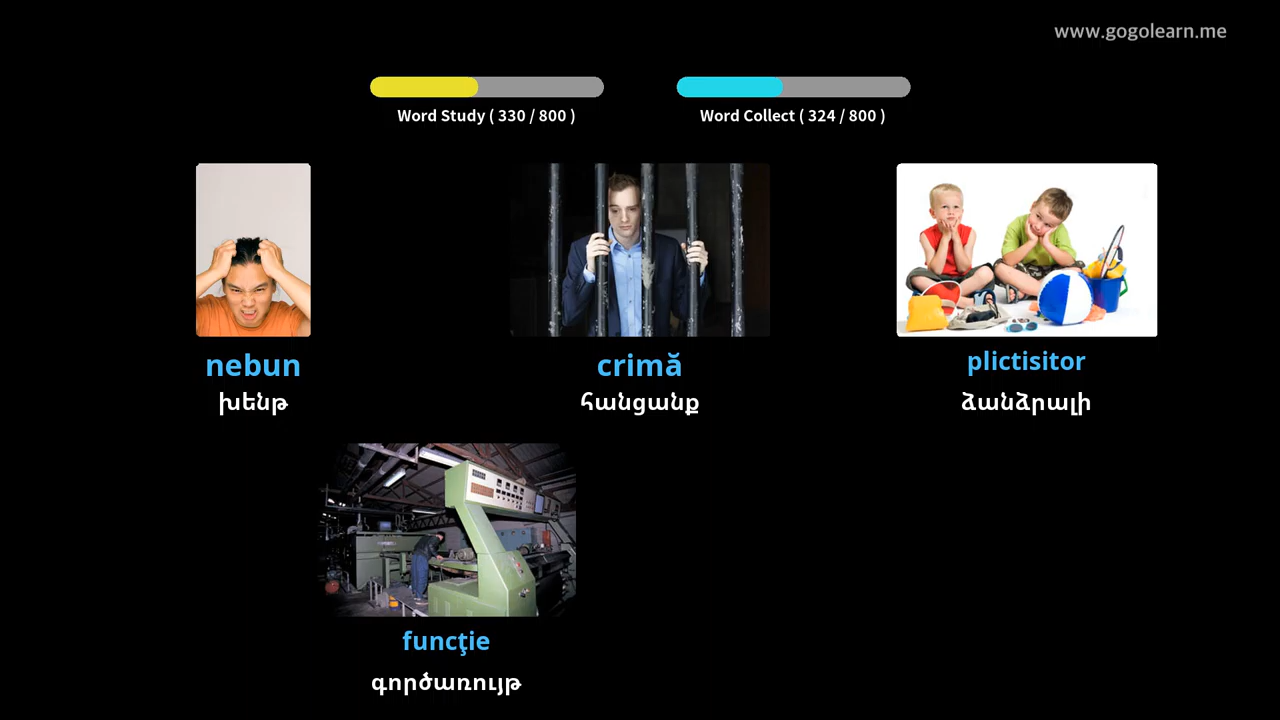 www.gogolearn.me
Word Study ( 330 / 800 )
Word Collect ( 324 / 800 )
nebun
խենթ
crimă
հանցանք
plictisitor
ձանձրալի
funcţie
գործառույթ